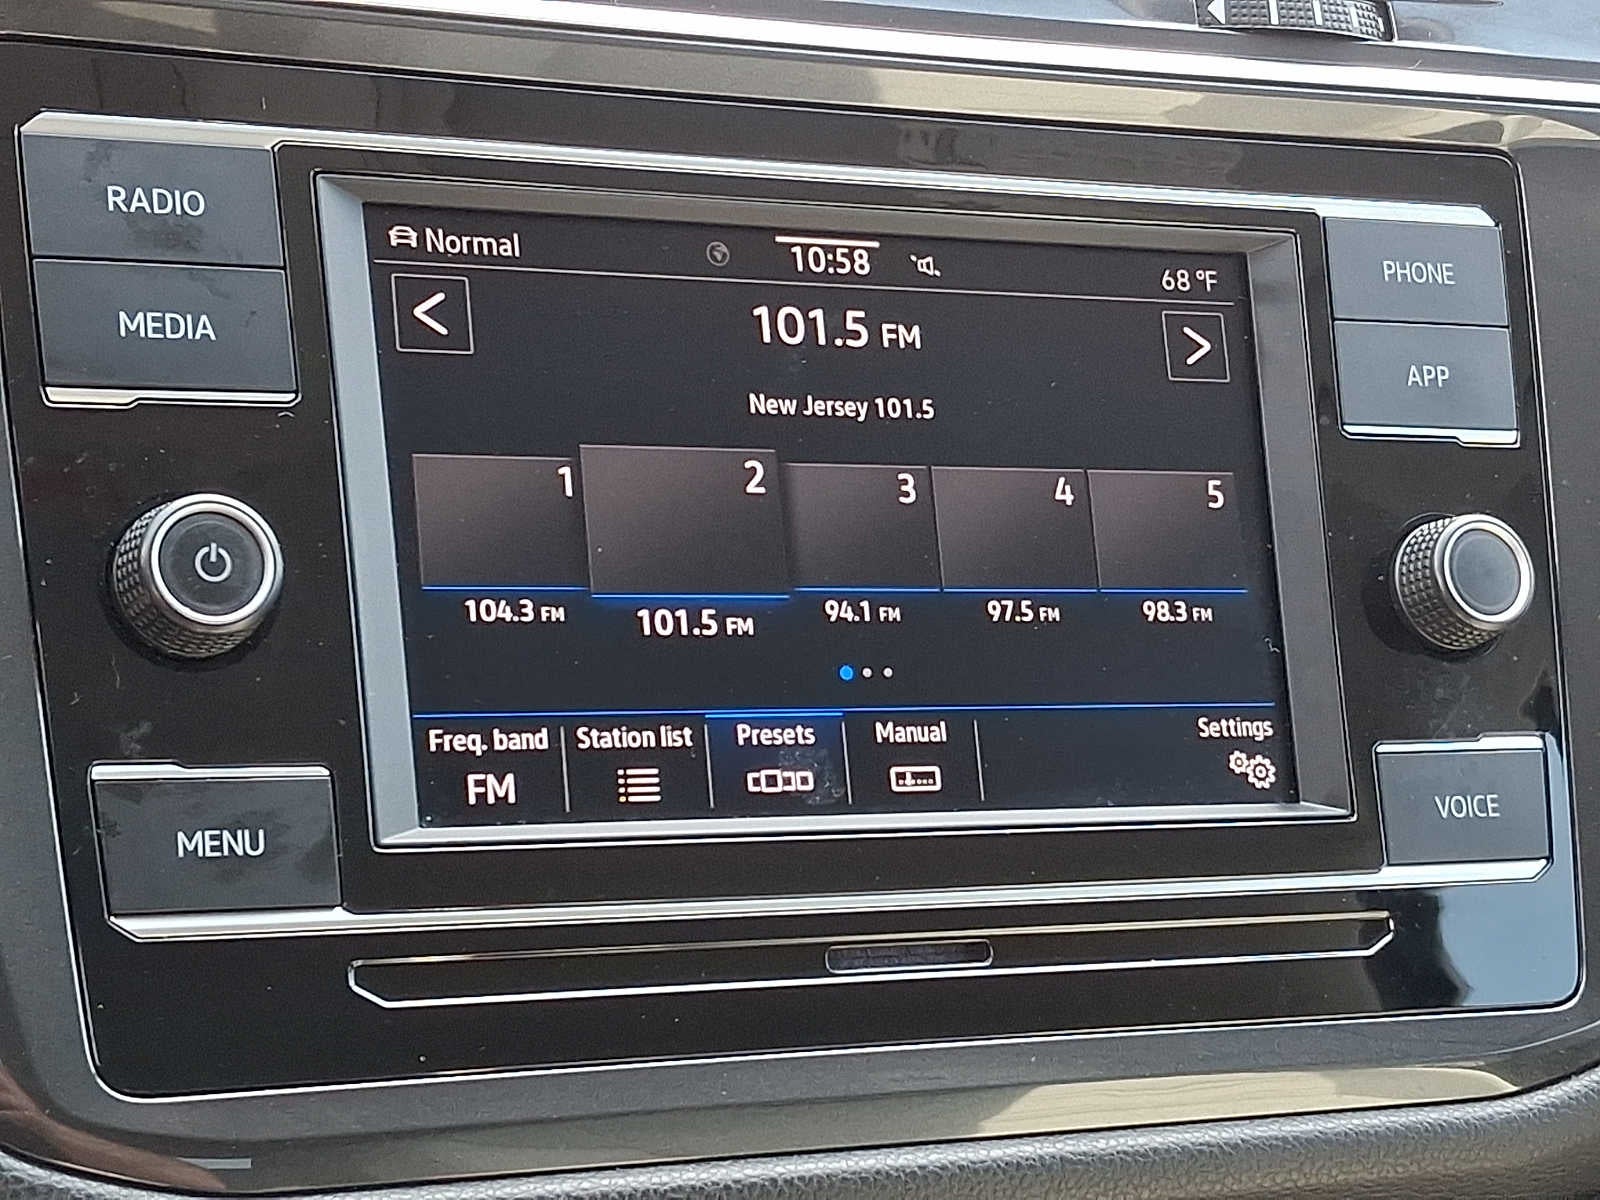 RADIO
MEDIA
MENU
Normal
10:58
68 °F
<
101.5 FM
>
New Jersey 101.5
1 2 3 4 5
104.3 FM 101.5 FM 94.1 FM 97.5 FM 98.3 FM
Freq. band Station list Presets Manual Settings
FM
PHONE
APP
VOICE